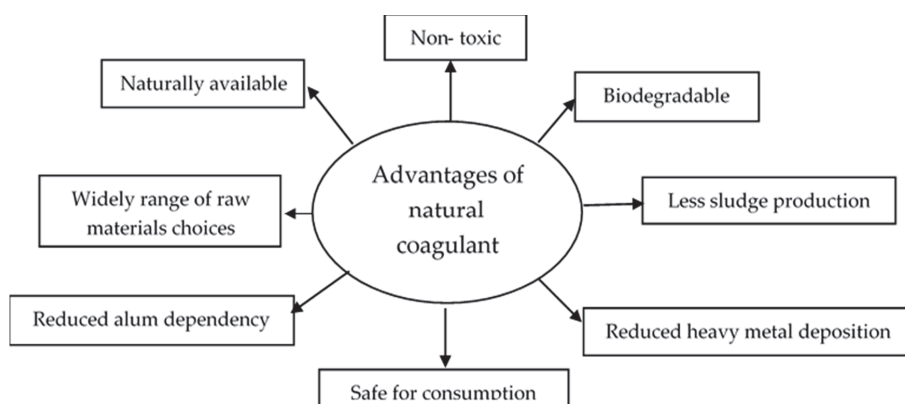 Non- toxic
Naturally available
Biodegradable
Advantages of
natural
coagulant
Widely range of raw
materials choices
Less sludge production
Reduced alum dependency
Reduced heavy metal deposition
Safe for consumption